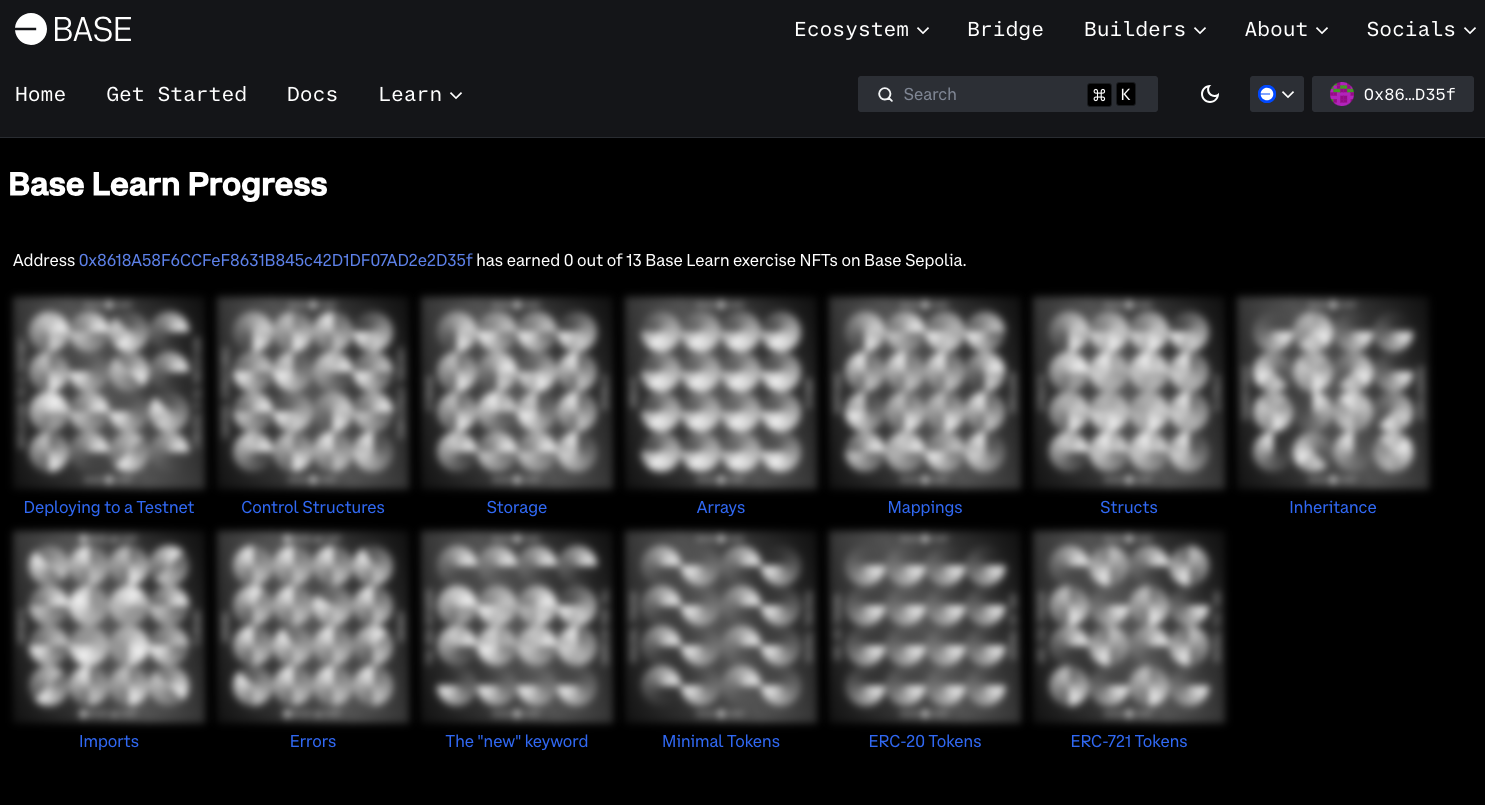 BASE Ecosystem Bridge Builders About Socials
Home Get Started Docs Learn Search ⌘ K 0x86...D35f
Base Learn Progress
Address 0x8618A58F6CCFeF8631B845c42D1DF07AD2e2D35f has earned 0 out of 13 Base Learn exercise NFTs on Base Sepolia.
Deploying to a Testnet Control Structures Storage Arrays Mappings Structs Inheritance
Imports Errors The "new" keyword Minimal Tokens ERC-20 Tokens ERC-721 Tokens